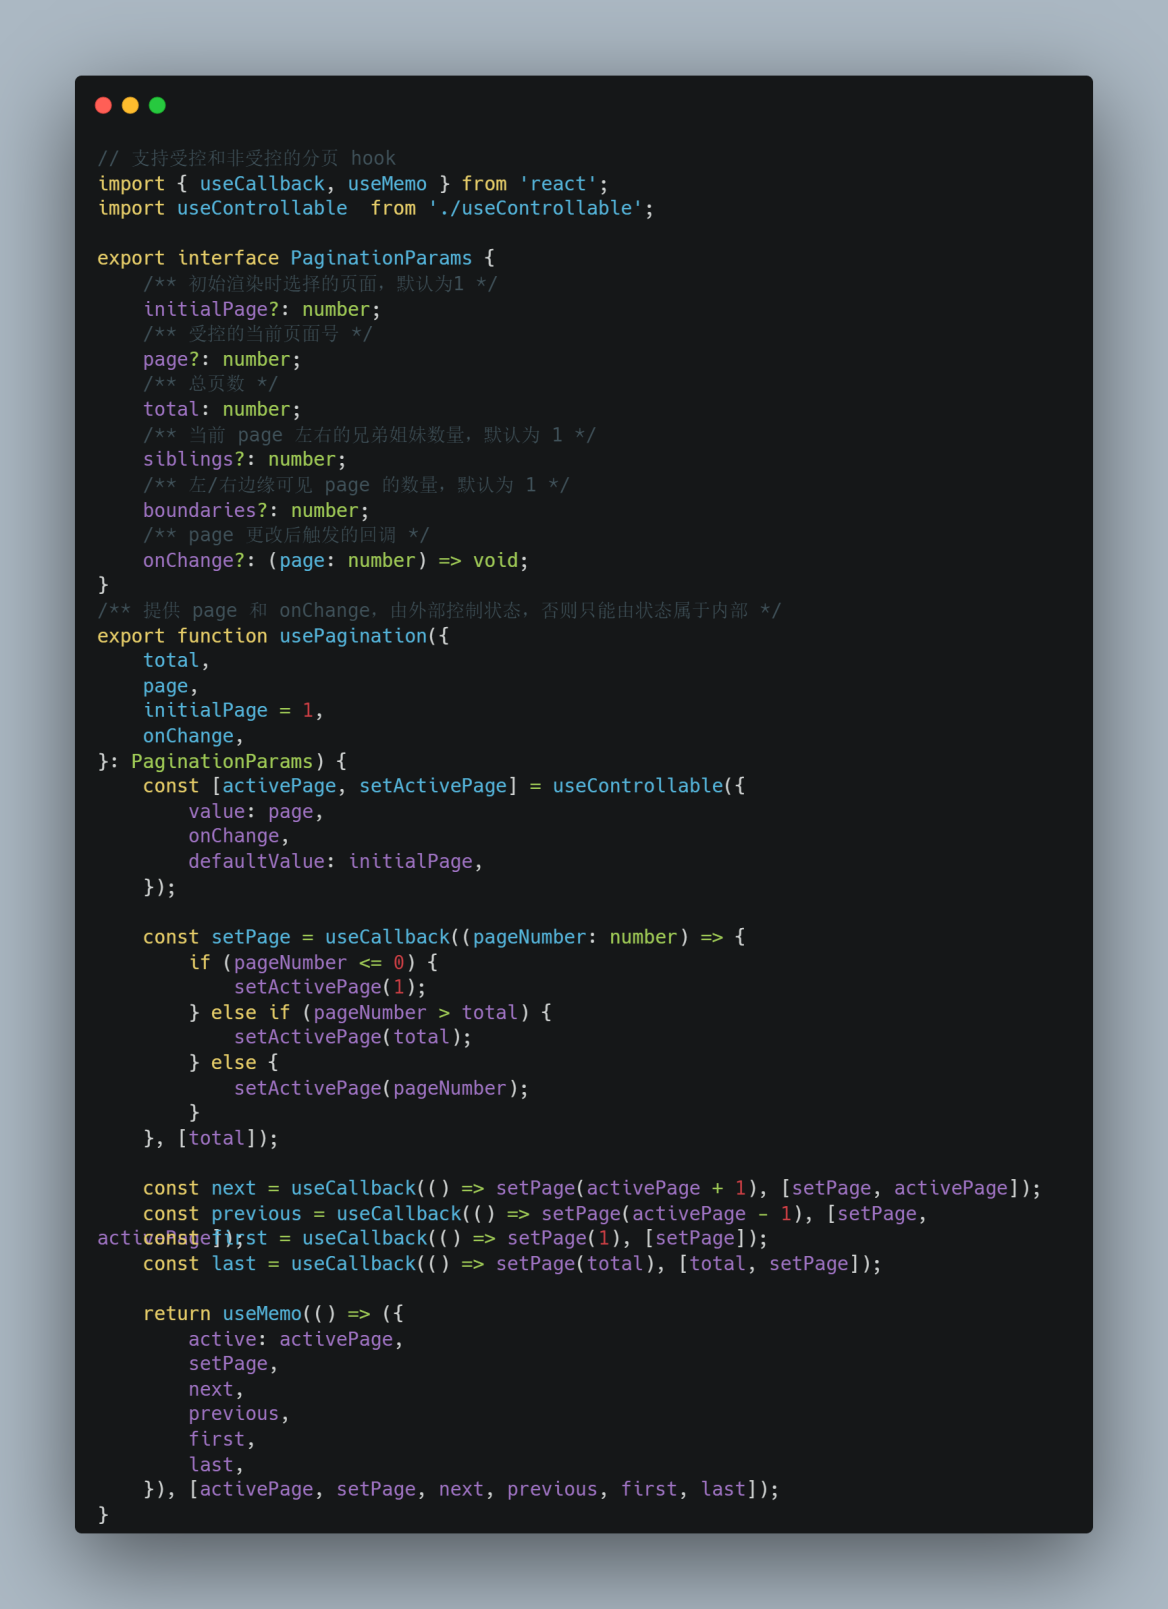 // 支持受控和非受控的分页 hook
import { useCallback, useMemo } from 'react';
import useControllable  from './useControllable';

export interface PaginationParams {
    /** 初始渲染时选择的页面，默认为1 */
    initialPage?: number;
    /** 受控的当前页面号 */
    page?: number;
    /** 总页数 */
    total: number;
    /** 当前 page 左右的兄弟姐妹数量，默认为 1 */
    siblings?: number;
    /** 左/右边缘可见 page 的数量，默认为 1 */
    boundaries?: number;
    /** page 更改后触发的回调 */
    onChange?: (page: number) => void;
}
/** 提供 page 和 onChange，由外部控制状态，否则只能由状态属于内部 */
export function usePagination({
    total,
    page,
    initialPage = 1,
    onChange,
}: PaginationParams) {
    const [activePage, setActivePage] = useControllable({
        value: page,
        onChange,
        defaultValue: initialPage,
    });

    const setPage = useCallback((pageNumber: number) => {
        if (pageNumber <= 0) {
            setActivePage(1);
        } else if (pageNumber > total) {
            setActivePage(total);
        } else {
            setActivePage(pageNumber);
        }
    }, [total]);

    const next = useCallback(() => setPage(activePage + 1), [setPage, activePage]);
    const previous = useCallback(() => setPage(activePage - 1), [setPage,
activePage]);
    const first = useCallback(() => setPage(1), [setPage]);
    const last = useCallback(() => setPage(total), [total, setPage]);

    return useMemo(() => ({
        active: activePage,
        setPage,
        next,
        previous,
        first,
        last,
    }), [activePage, setPage, next, previous, first, last]);
}